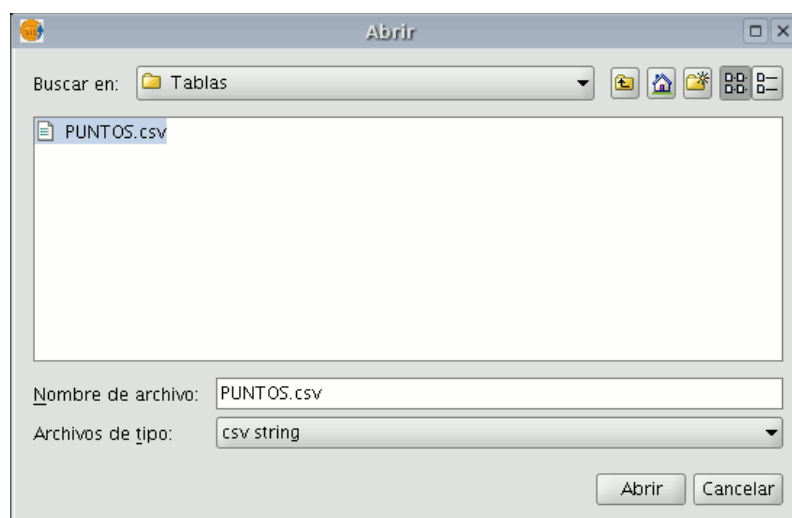 Abrir
Buscar en: Tablas
PUNTOS.csv
Nombre de archivo: PUNTOS.csv
Archivos de tipo: csv string
Abrir Cancelar